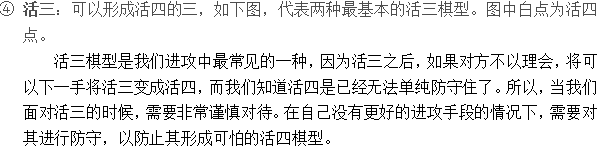 ④ 活三：可以形成活四的三，如下图，代表两种最基本的活三棋型。图中白点为活四
点。
活三棋型是我们进攻中最常见的一种，因为活三之后，如果对方不以理会，将可
以下一手将活三变成活四，而我们知道活四是已经无法单纯防守住了。所以，当我们
面对活三的时候，需要非常谨慎对待。在自己没有更好的进攻手段的情况下，需要对
其进行防守，以防止其形成可怕的活四棋型。